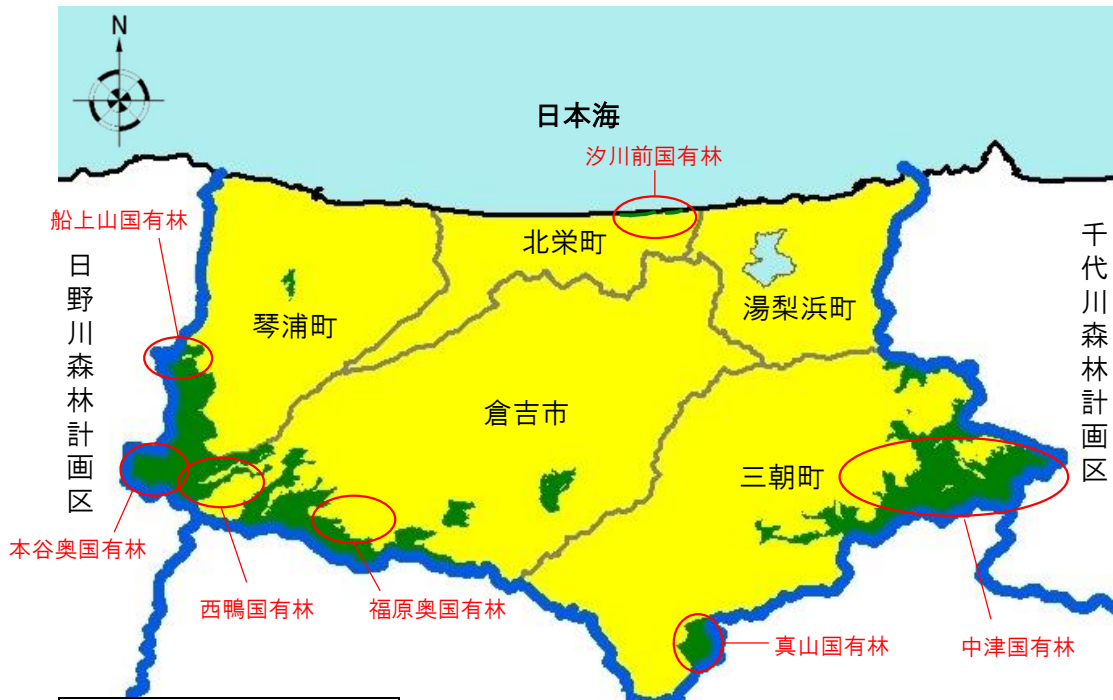 N
日本海
汐川前国有林
船上山国有林
北栄町
日野川森林計画区
千代川森林計画区
湯梨浜町
琴浦町
倉吉市
三朝町
本谷奥国有林
西鴨国有林
福原奥国有林
真山国有林
中津国有林